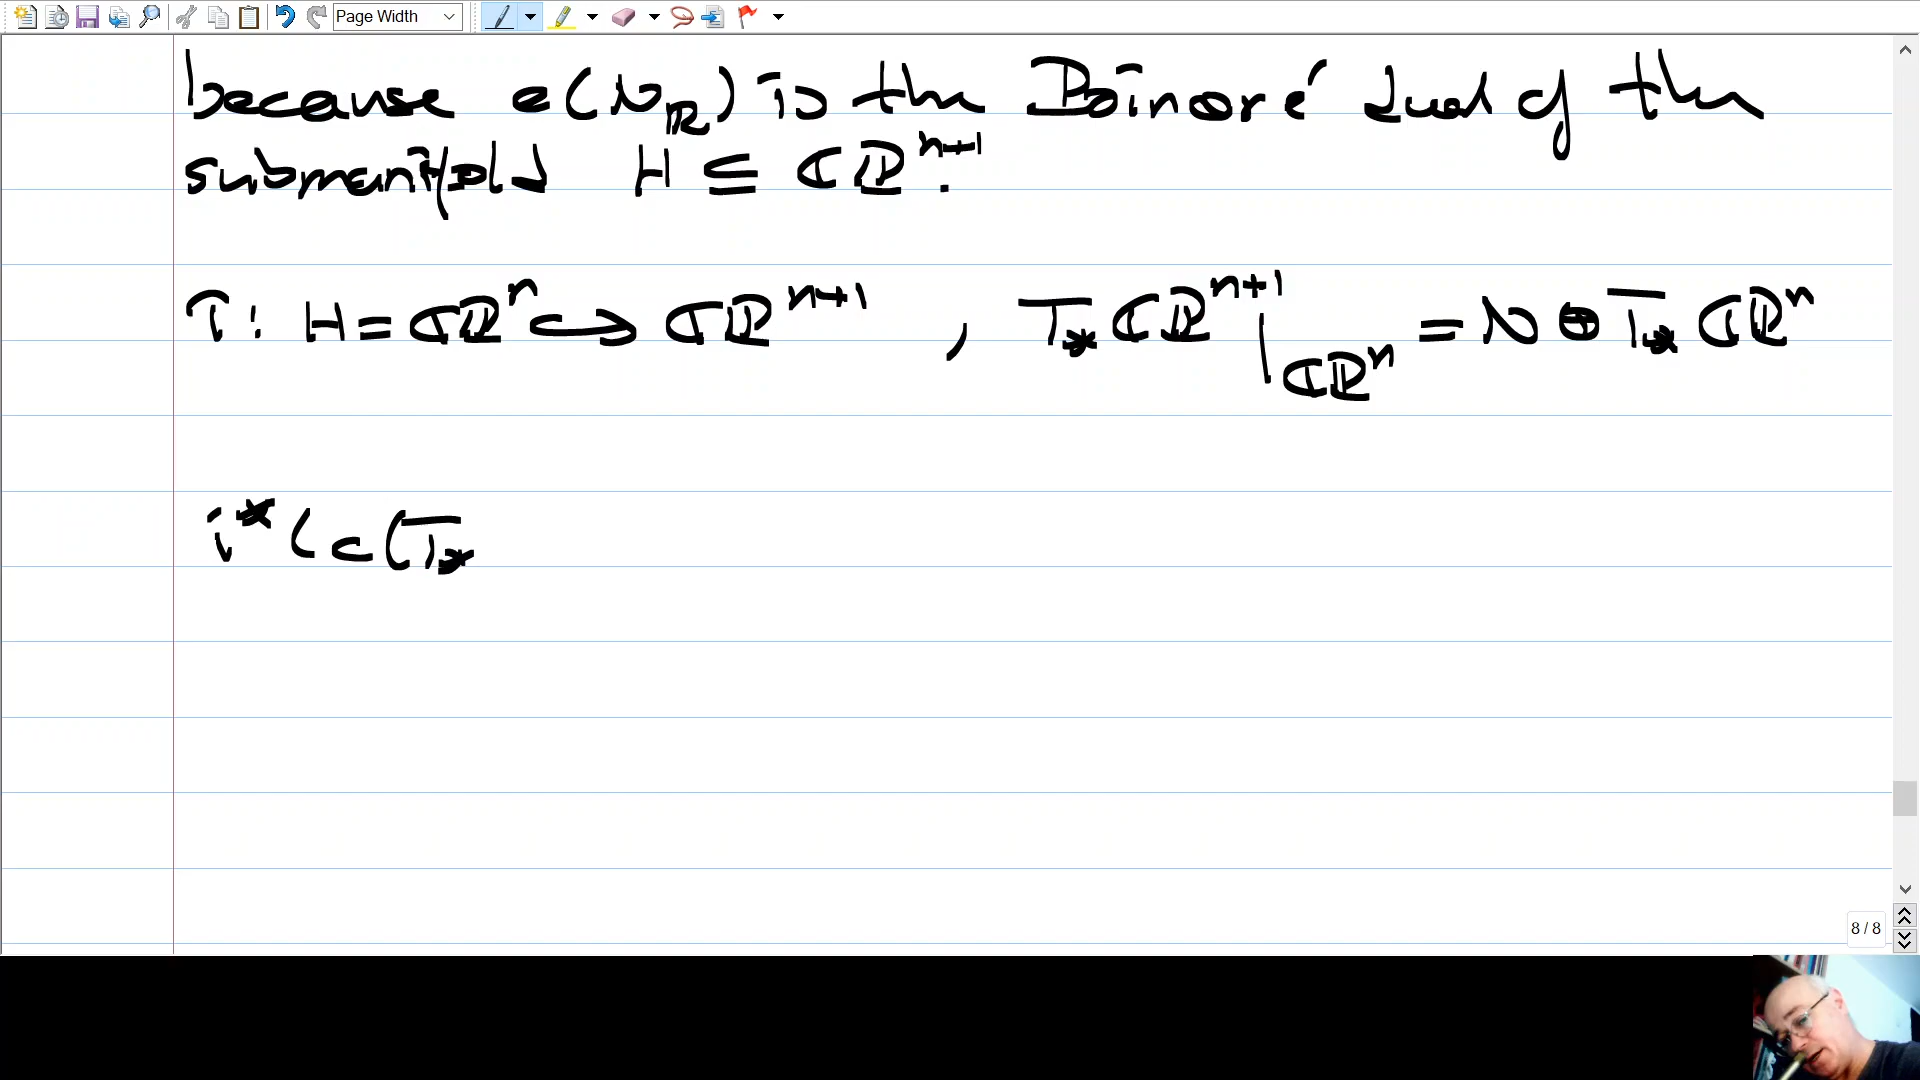 Page Width
because e(N_ℝ) is the Poincaré dual of the
submanifold H ⊆ ℂℙ^{n+1}.
i: H = ℂℙ^n ↪ ℂℙ^{n+1} , T_*ℂℙ^{n+1}|_{ℂℙ^n} = N ⊕ T_*ℂℙ^n
i^*(c(T_*
8 / 8